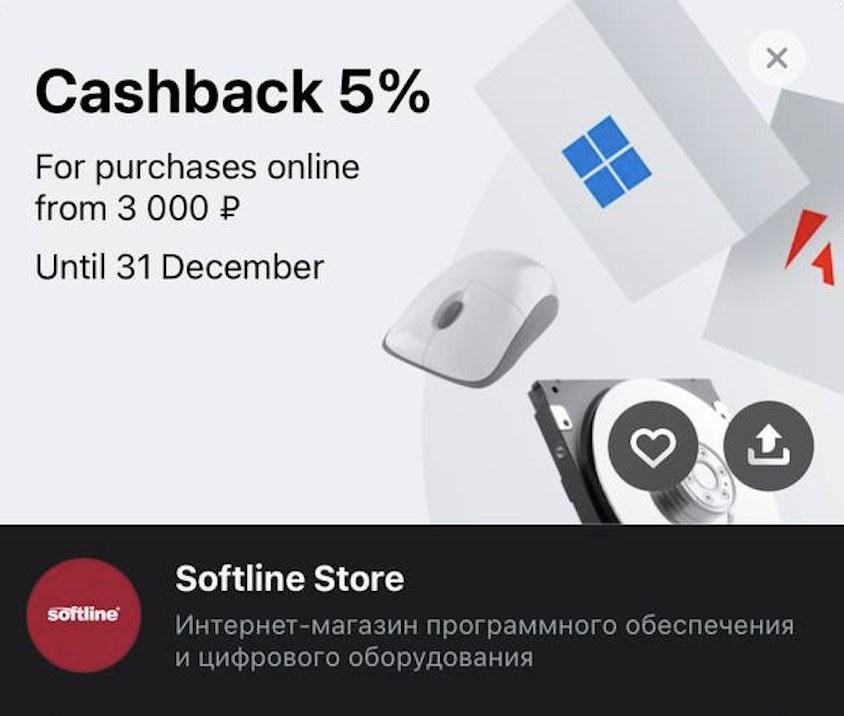 Cashback 5%
For purchases online
from 3 000 ₽
Until 31 December
softline®
Softline Store
Интернет-магазин программного обеспечения
и цифрового оборудования